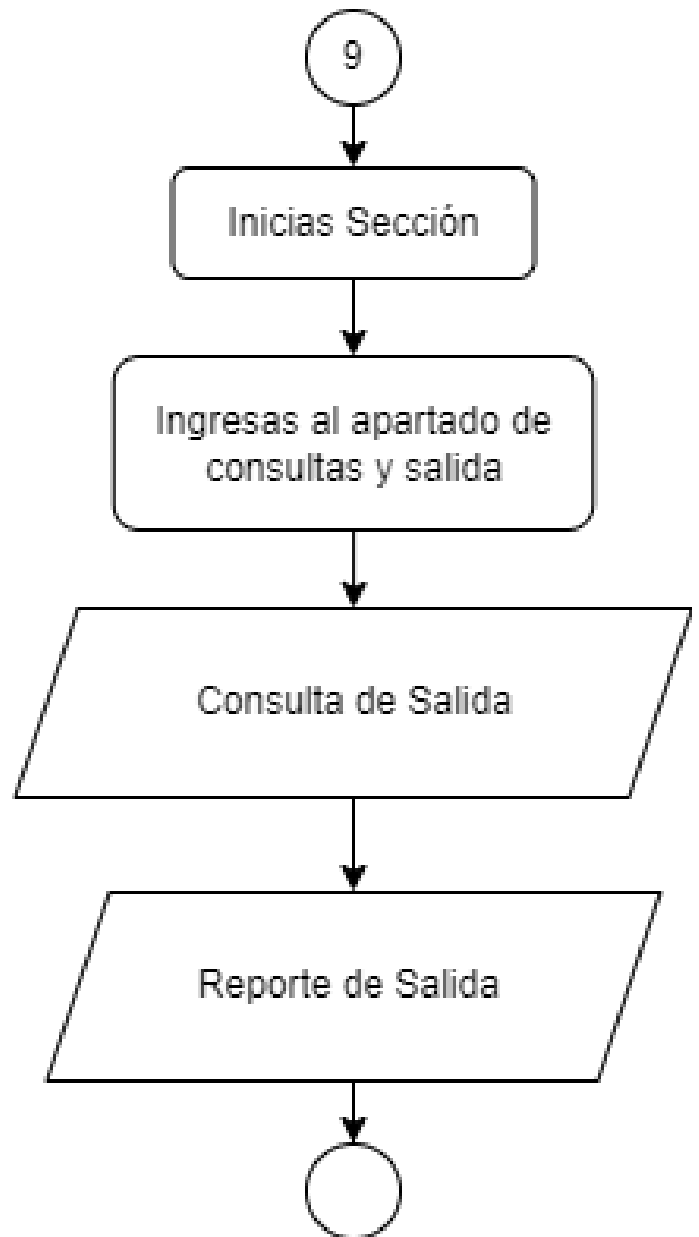 9
Inicias Sección
Ingresas al apartado de
consultas y salida
Consulta de Salida
Reporte de Salida